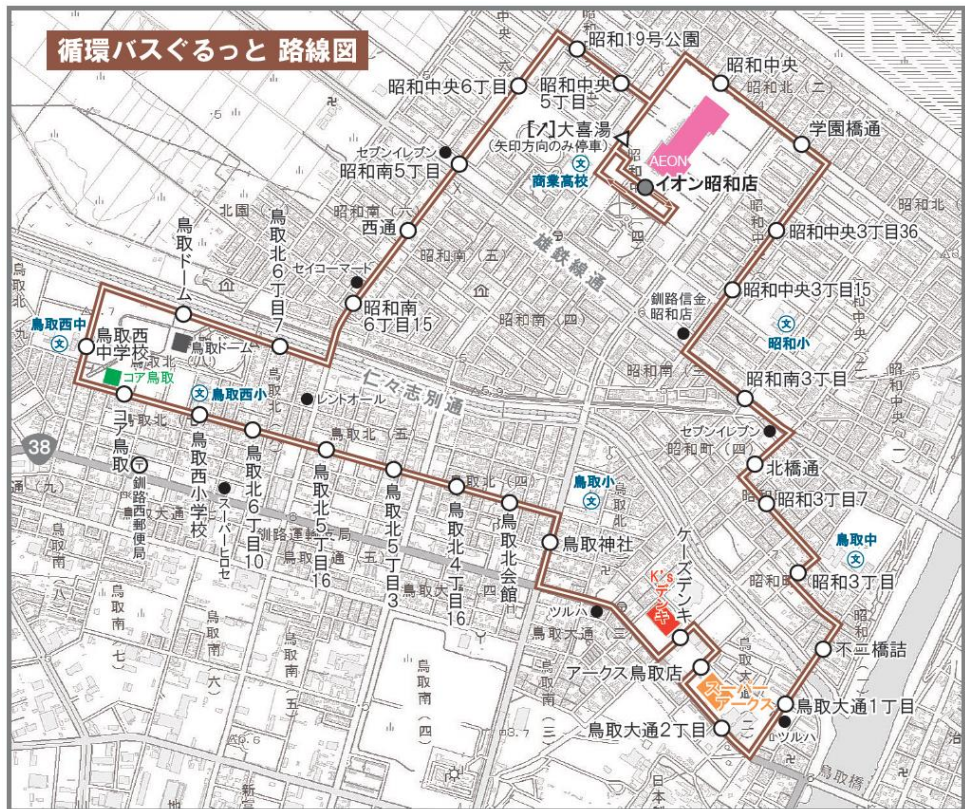 循環バスぐるっと 路線図
昭和19号公園
昭和中央6丁目
昭和中央
5丁目
昭和中央
[↗]大喜湯
(矢印方向のみ停車)
学園橋通
セブンイレブン
昭和南5丁目
商業高校
AEON
イオン昭和店
西通
雄鉄線通
昭和中央3丁目36
セイコーマート
昭和南
6丁目15
鳥取北6丁目7
鳥取ドーム
昭和中央3丁目15
釧路信金
昭和店
昭和小
鳥取西中
鳥取西
中学校
鳥取ドーム
コア鳥取
鳥取西小
仁々志別通
レントオール
昭和南3丁目
セブンイレブン
北橋通
昭和3丁目7
38
コア鳥取
釧路西郵便局
鳥取西小学校
スーパーヒロセ
鳥取北6丁目10
鳥取北5丁目16
鳥取北5丁目3
鳥取北4丁目16
鳥取北会館
鳥取小
鳥取神社
鳥取中
昭和3丁目
ケーズデンキ
K'sデンキ
ツルハ
不二橋詰
アークス鳥取店
スーパー
アークス
鳥取大通1丁目
鳥取大通2丁目
ツルハ
鳥取橋
昭和南(六)
昭和南(五)
昭和南(四)
昭和町(四)
鳥取北(五)
鳥取大通(三)
鳥取南(七)
鳥取南(六)
鳥取南(四)
鳥取南(三)